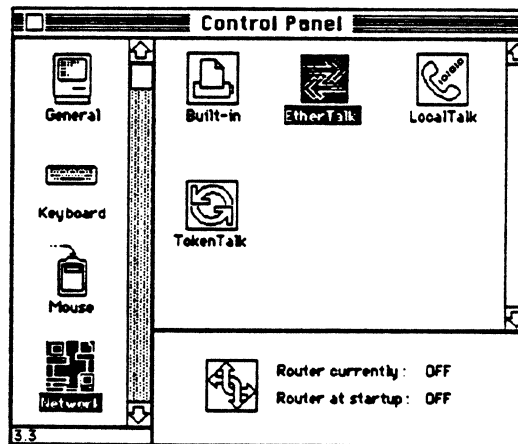 Control Panel
General
Keyboard
Mouse
Network
3.3
Built-in
EtherTalk
LocalTalk
TokenTalk
Router currently: OFF
Router at startup: OFF